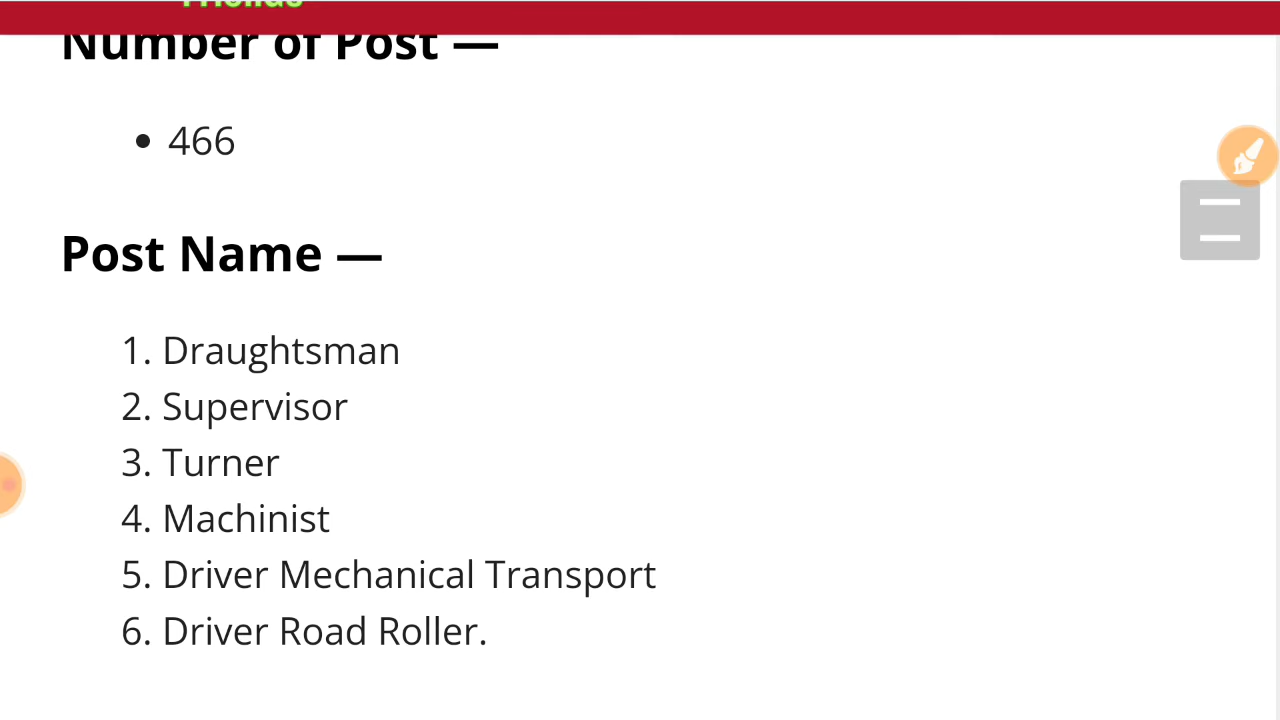 Friends
Number of Post —
• 466
Post Name —
1. Draughtsman
2. Supervisor
3. Turner
4. Machinist
5. Driver Mechanical Transport
6. Driver Road Roller.